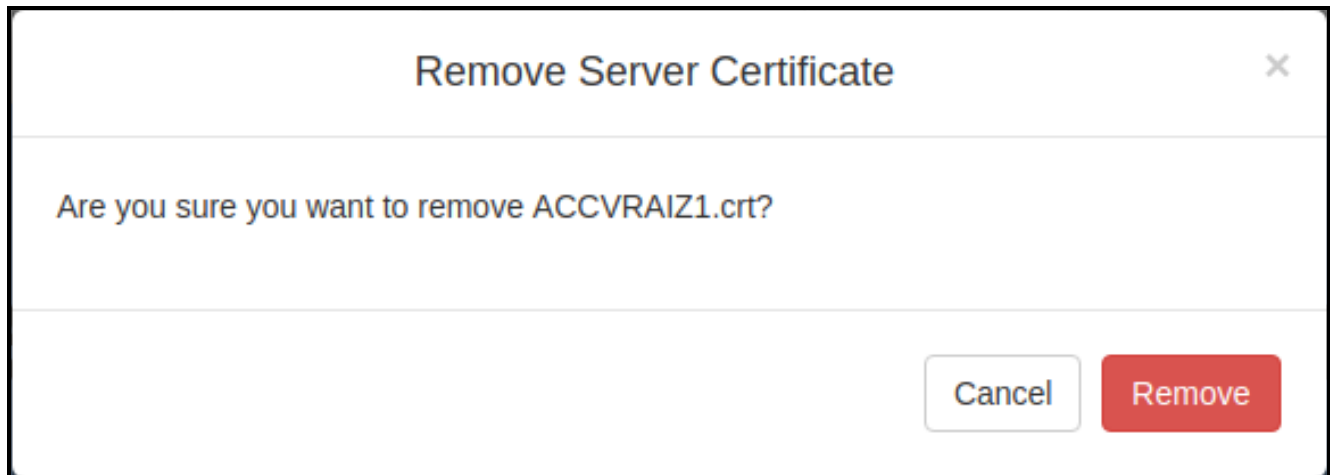 Remove Server Certificate
×
Are you sure you want to remove ACCVRAIZ1.crt?
Cancel
Remove